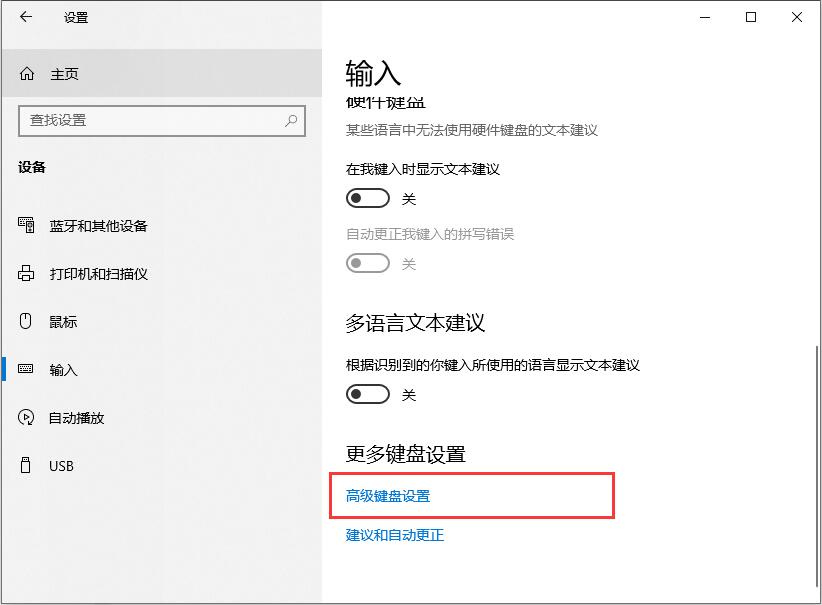 设置
主页
查找设置
设备
蓝牙和其他设备
打印机和扫描仪
鼠标
输入
自动播放
USB
输入
硬件键盘
某些语言中无法使用硬件键盘的文本建议
在我键入时显示文本建议
关
自动更正我键入的拼写错误
关
多语言文本建议
根据识别到的你键入所使用的语言显示文本建议
关
更多键盘设置
高级键盘设置
建议和自动更正